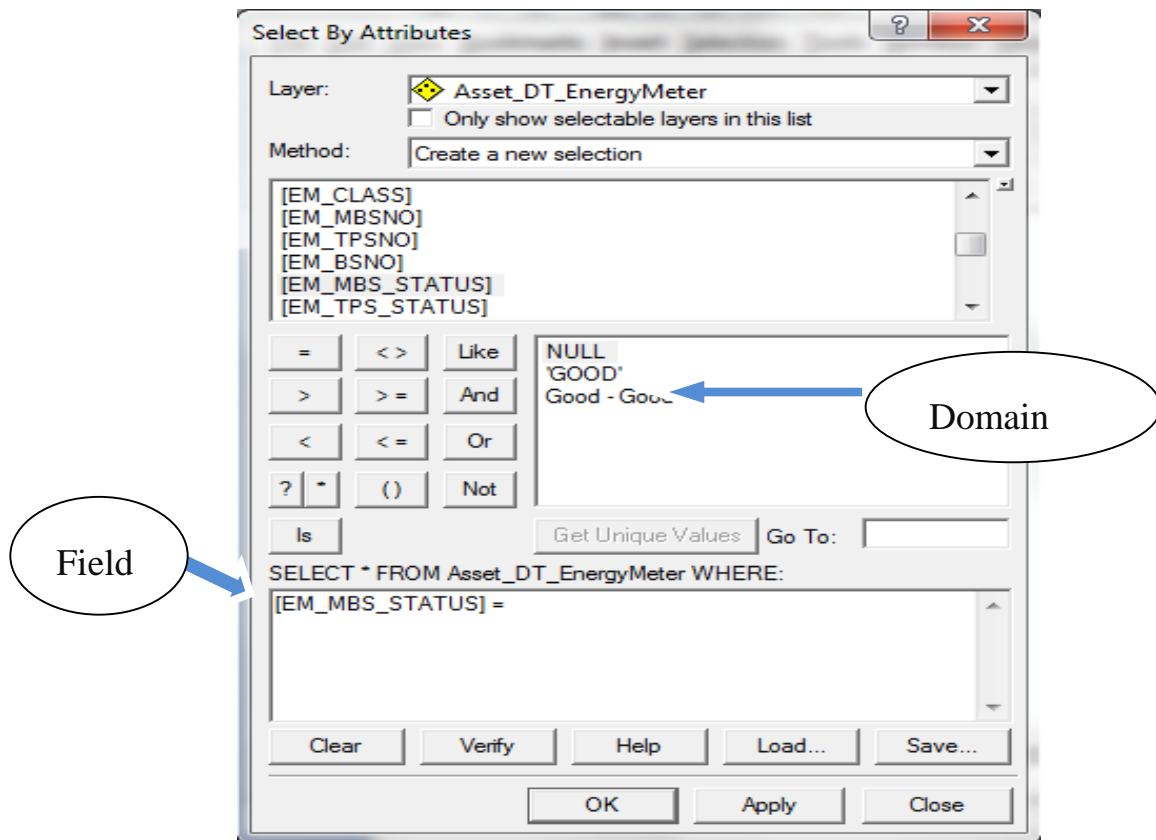 Select By Attributes
Layer: Asset_DT_EnergyMeter
Only show selectable layers in this list
Method: Create a new selection
[EM_CLASS]
[EM_MBSNO]
[EM_TPSNO]
[EM_BSNO]
[EM_MBS_STATUS]
[EM_TPS_STATUS]
= < > Like
> > = And
< < = Or
? * ( ) Not
Is
NULL
'GOOD'
Good - Good
Domain
Get Unique Values Go To:
Field
SELECT * FROM Asset_DT_EnergyMeter WHERE:
[EM_MBS_STATUS] =
Clear Verify Help Load... Save...
OK Apply Close